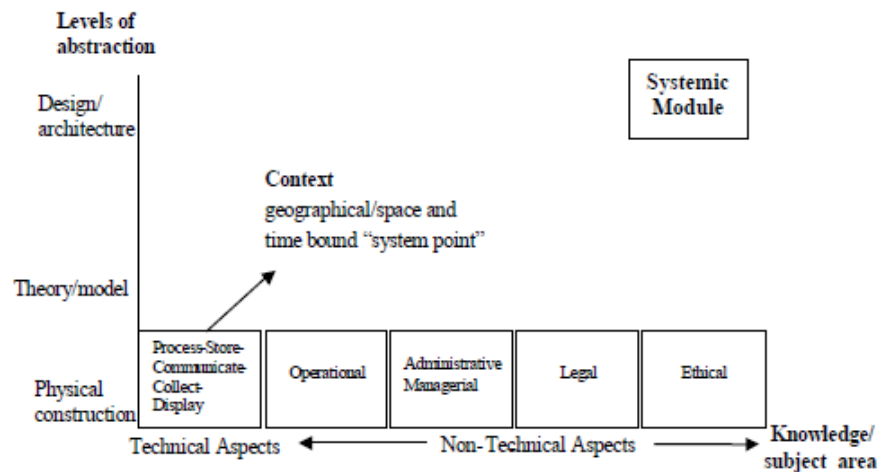 Levels of
abstraction
Systemic
Module
Design/
architecture
Context
geographical/space and
time bound “system point”
Theory/model
Process-Store-
Communicate-
Collect-
Display
Operational
Administrative
Managerial
Legal
Ethical
Physical
construction
Technical Aspects
Non-Technical Aspects
Knowledge/
subject area